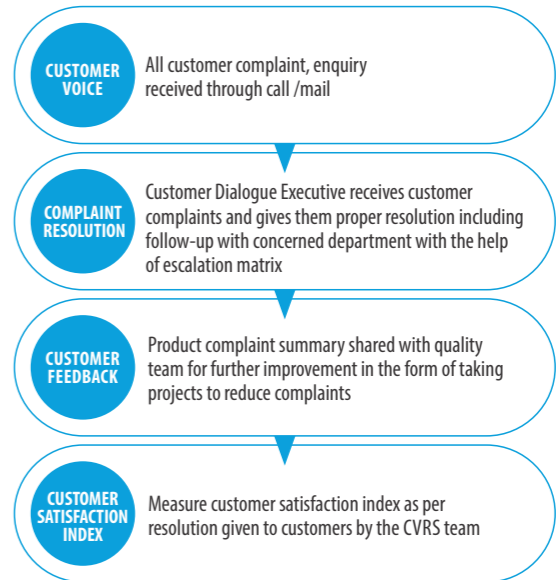 CUSTOMER
VOICE
All customer complaint, enquiry
received through call /mail
COMPLAINT
RESOLUTION
Customer Dialogue Executive receives customer
complaints and gives them proper resolution including
follow-up with concerned department with the help
of escalation matrix
CUSTOMER
FEEDBACK
Product complaint summary shared with quality
team for further improvement in the form of taking
projects to reduce complaints
CUSTOMER
SATISFACTION
INDEX
Measure customer satisfaction index as per
resolution given to customers by the CVRS team